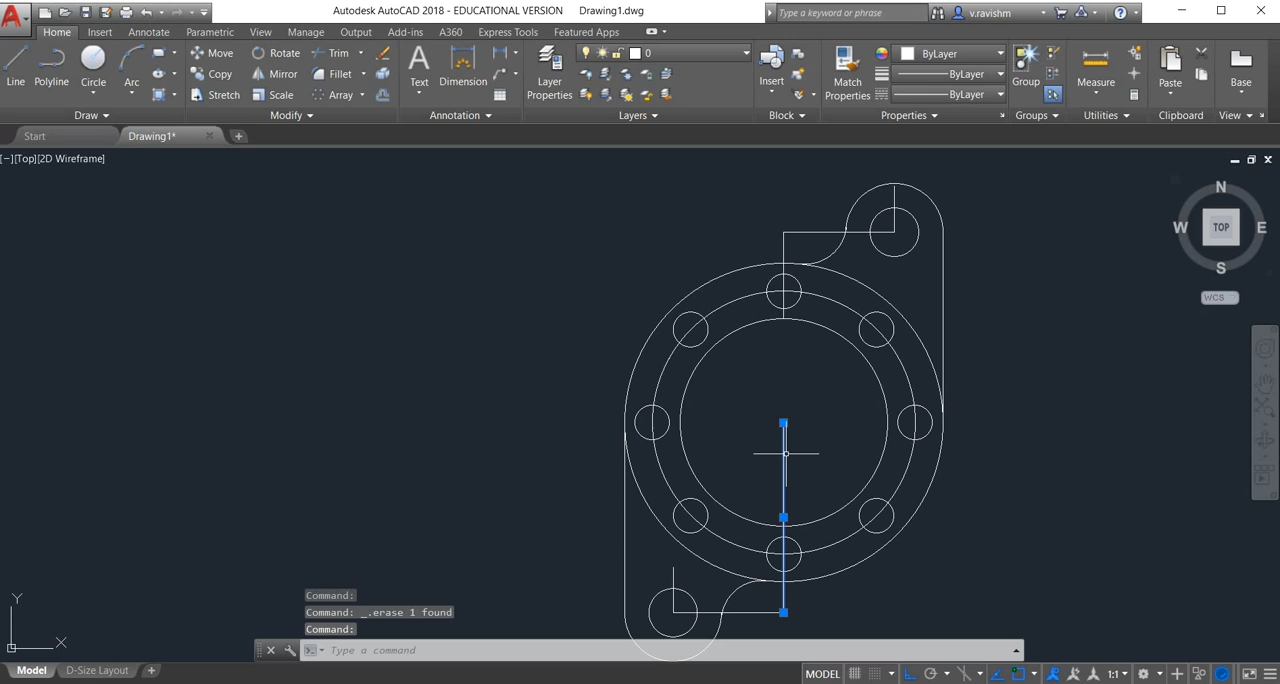 Autodesk AutoCAD 2018 - EDUCATIONAL VERSION Drawing1.dwg
Type a keyword or phrase
v.ravishm
Home Insert Annotate Parametric View Manage Output Add-ins A360 Express Tools Featured Apps
Line
Polyline
Circle
Arc
Move
Copy
Stretch
Rotate
Mirror
Scale
Trim
Fillet
Array
Text
Dimension
Layer
Properties
0
Insert
Match
Properties
ByLayer
ByLayer
ByLayer
Group
Measure
Paste
Base
Draw
Modify
Annotation
Layers
Block
Properties
Groups
Utilities
Clipboard
View
Start
Drawing1*
[−][Top][2D Wireframe]
N
W
TOP
E
S
WCS
Y
X
Command:
Command: _.erase 1 found
Command:
Type a command
Model
D-Size Layout
MODEL
1:1